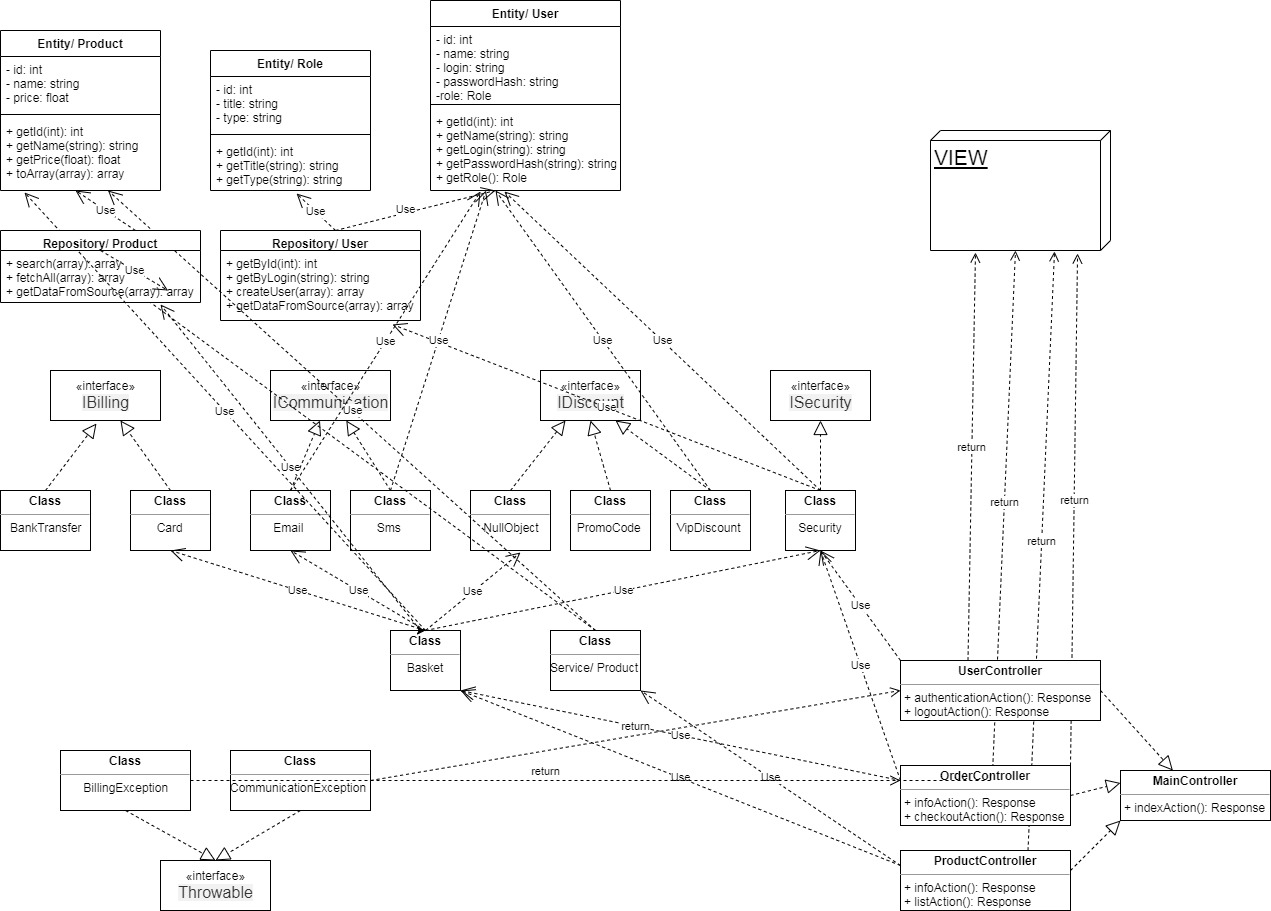 Entity/ Product
- id: int
- name: string
- price: float
+ getId(int): int
+ getName(string): string
+ getPrice(float): float
+ toArray(array): array
Entity/ Role
- id: int
- title: string
- type: string
+ getId(int): int
+ getTitle(string): string
+ getType(string): string
Entity/ User
- id: int
- name: string
- login: string
- passwordHash: string
-role: Role
+ getId(int): int
+ getName(string): string
+ getLogin(string): string
+ getPasswordHash(string): string
+ getRole(): Role
VIEW
Use
Use
Use
Repository/ Product
+ search(array): array
+ fetchAll(array): array
+ getDataFromSource(array): array
Use
Repository/ User
+ getById(int): int
+ getByLogin(string): string
+ createUser(array): array
+ getDataFromSource(array): array
Use
Use
Use
Use
«interface»
IBilling
«interface»
ICommunication
«interface»
IDiscount
«interface»
ISecurity
Use
Use
Use
return
Use
Class
BankTransfer
Class
Card
Class
Email
Class
Sms
Class
NullObject
Class
PromoCode
Class
VipDiscount
Class
Security
return
return
return
Use
Use
Use
Use
Use
Class
Basket
Class
Service/ Product
Use
UserController
+ authenticationAction(): Response
+ logoutAction(): Response
return
Use
return
Use
Use
Class
BillingException
Class
CommunicationException
OrderController
+ infoAction(): Response
+ checkoutAction(): Response
MainController
+ indexAction(): Response
ProductController
+ infoAction(): Response
+ listAction(): Response
«interface»
Throwable